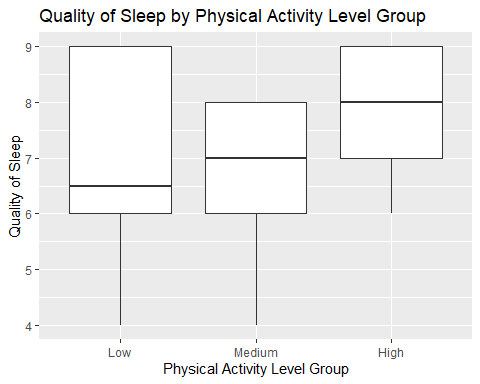 Quality of Sleep by Physical Activity Level Group
Quality of Sleep
9
8
7
6
5
4
Low
Medium
High
Physical Activity Level Group